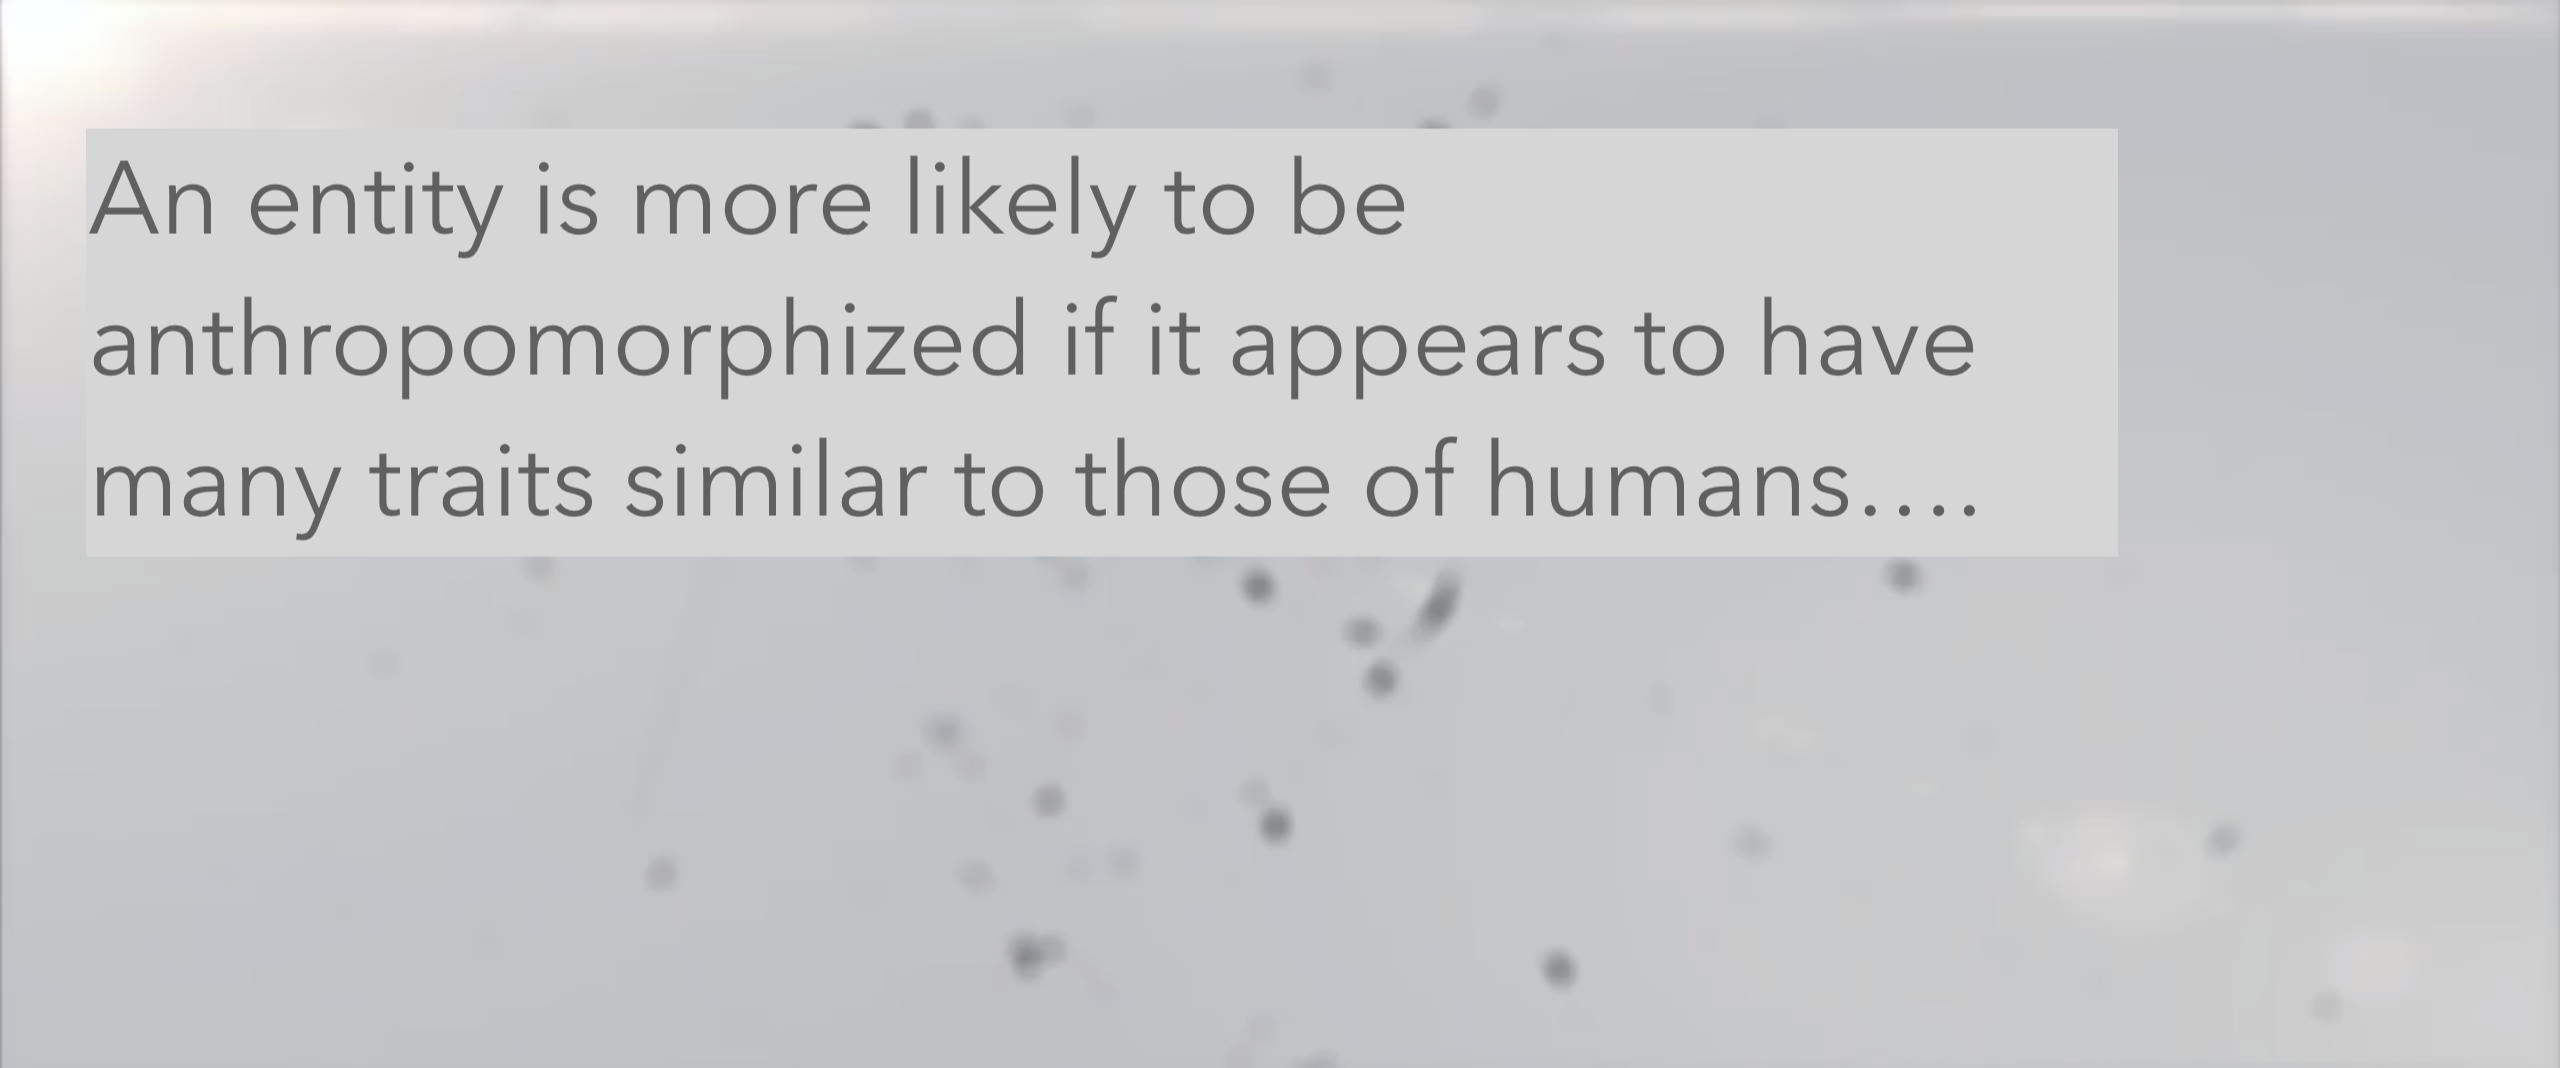 An entity is more likely to be
anthropomorphized if it appears to have
many traits similar to those of humans....